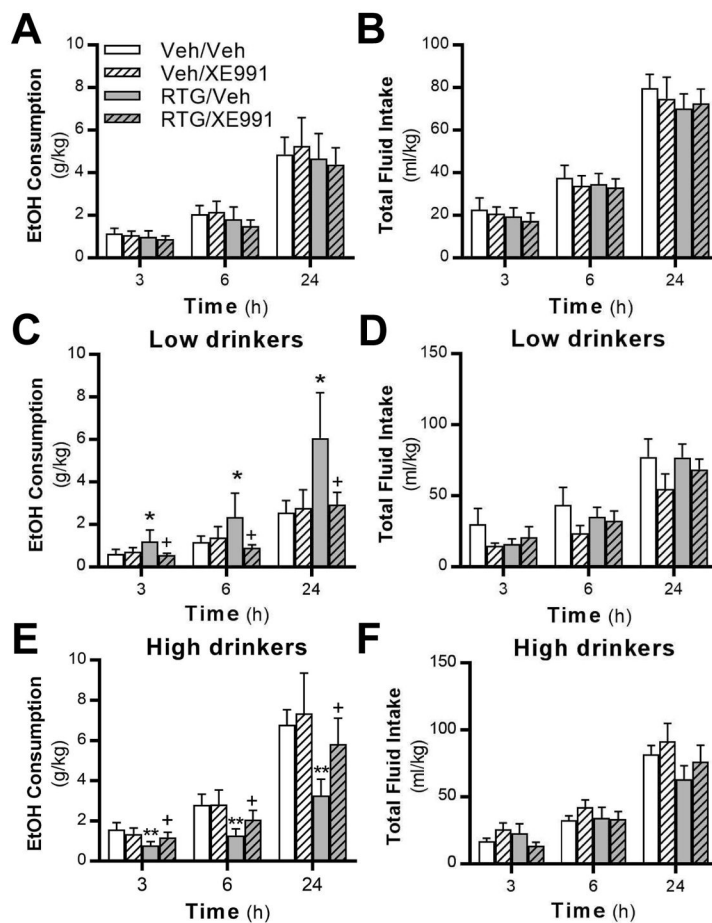 A
EtOH Consumption
(g/kg)
10
8
6
4
2
0
Veh/Veh
Veh/XE991
RTG/Veh
RTG/XE991
3
6
24
Time (h)
B
Total Fluid Intake
(ml/kg)
100
80
60
40
20
0
3
6
24
Time (h)
C
Low drinkers
EtOH Consumption
(g/kg)
10
8
6
4
2
0
*
+
*
+
*
+
3
6
24
Time (h)
D
Low drinkers
Total Fluid Intake
(ml/kg)
150
100
50
0
3
6
24
Time (h)
E
High drinkers
EtOH Consumption
(g/kg)
10
8
6
4
2
0
**
+
**
+
**
+
3
6
24
Time (h)
F
High drinkers
Total Fluid Intake
(ml/kg)
150
100
50
0
3
6
24
Time (h)